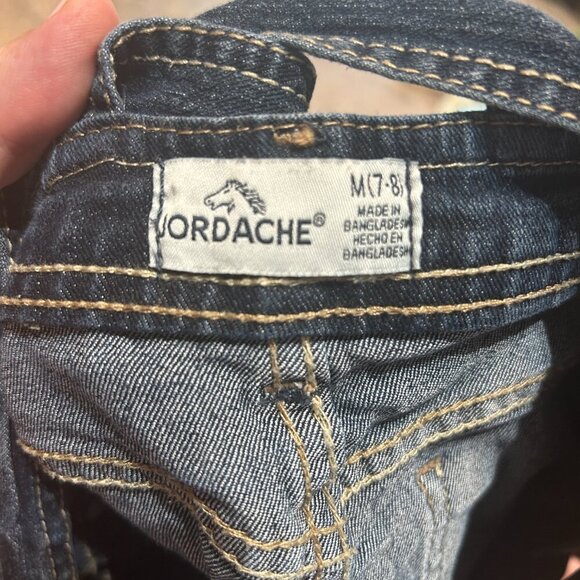 JORDACHE®
M(7-8)
MADE IN
BANGLADESH
HECHO EN
BANGLADESH